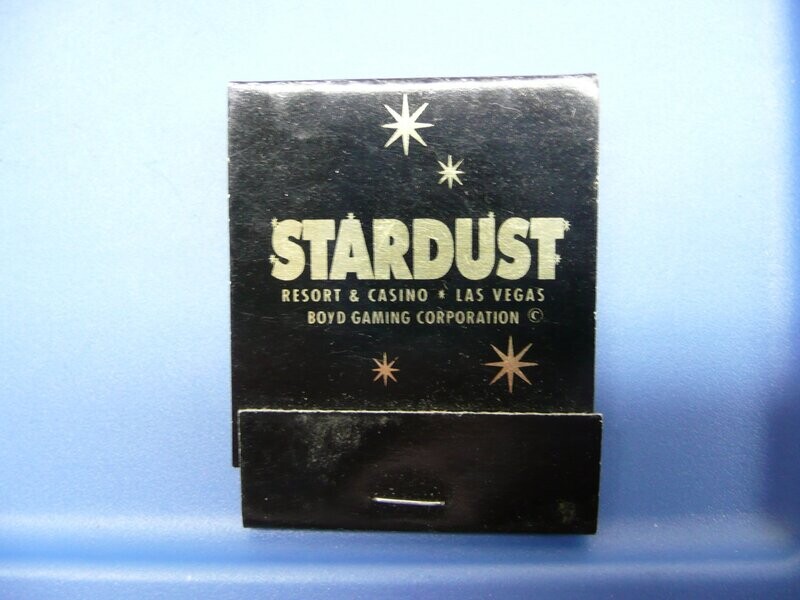 STARDUST
RESORT & CASINO * LAS VEGAS
BOYD GAMING CORPORATION ©